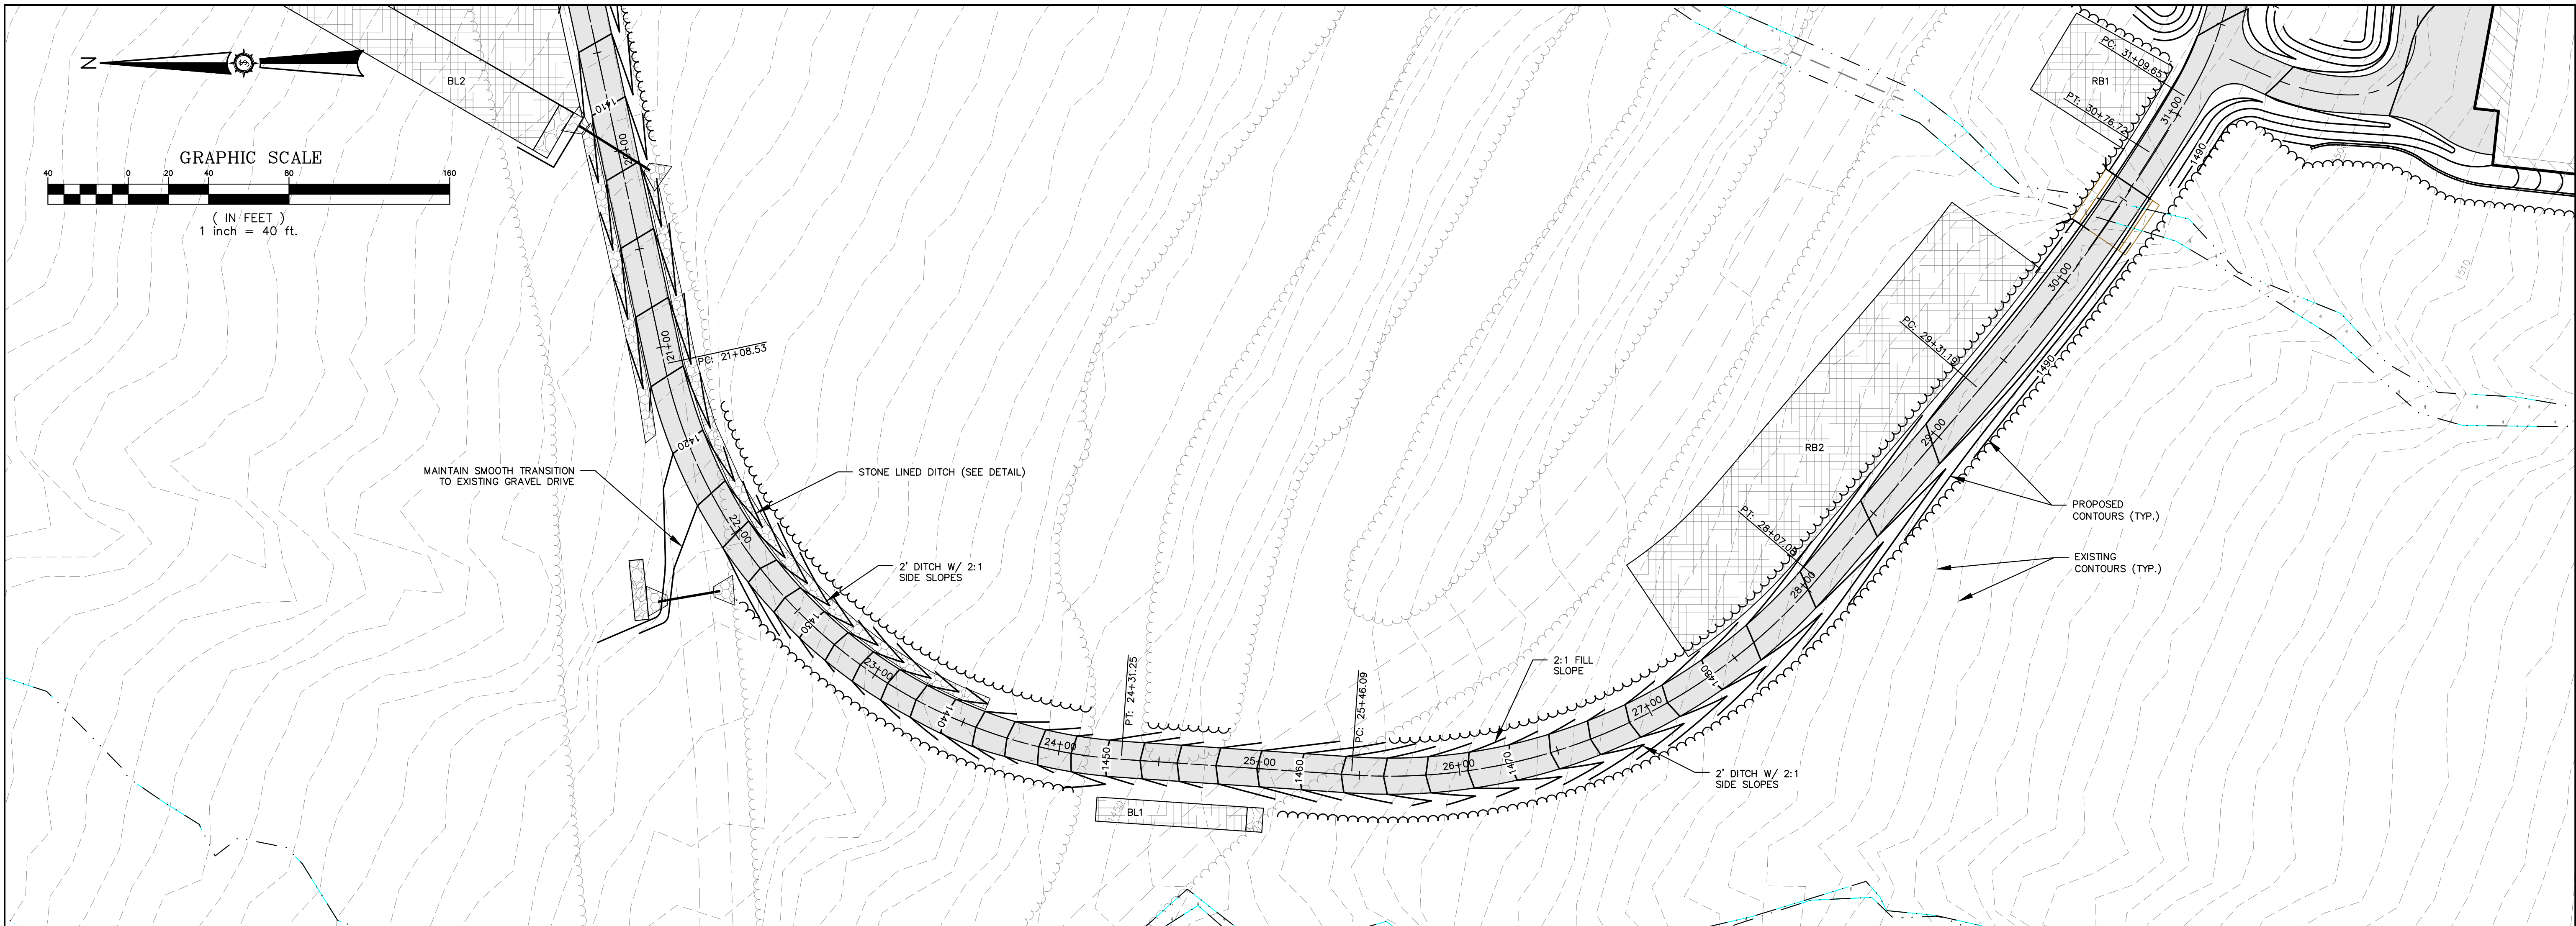 N
GRAPHIC SCALE
40 0 20 40 80 160
( IN FEET )
1 inch = 40 ft.
BL2
1410
20+00
21+00
PC: 21+08.53
1420
MAINTAIN SMOOTH TRANSITION
TO EXISTING GRAVEL DRIVE
STONE LINED DITCH (SEE DETAIL)
22+00
2' DITCH W/ 2:1
SIDE SLOPES
1430
23+00
1440
24+00
1450
PT: 24+31.25
BL1
25+00
1460
PC: 25+46.09
26+00
1470
2:1 FILL
SLOPE
2' DITCH W/ 2:1
SIDE SLOPES
27+00
1480
28+00
RB2
29+00
PC: 29+31.19
1490
30+00
PROPOSED
CONTOURS (TYP.)
EXISTING
CONTOURS (TYP.)
RB1
PT: 30+76.72
PC: 31+09.65
31+00
1490
1510